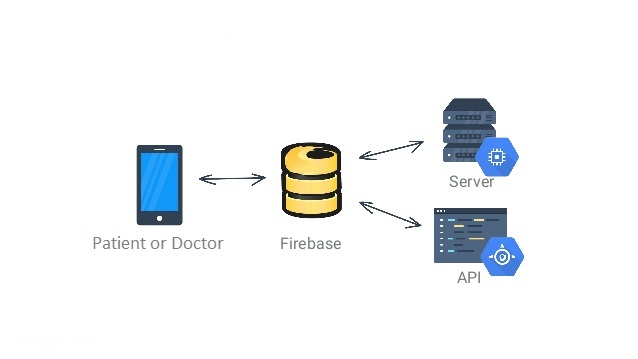 Patient or Doctor
Firebase
Server
API